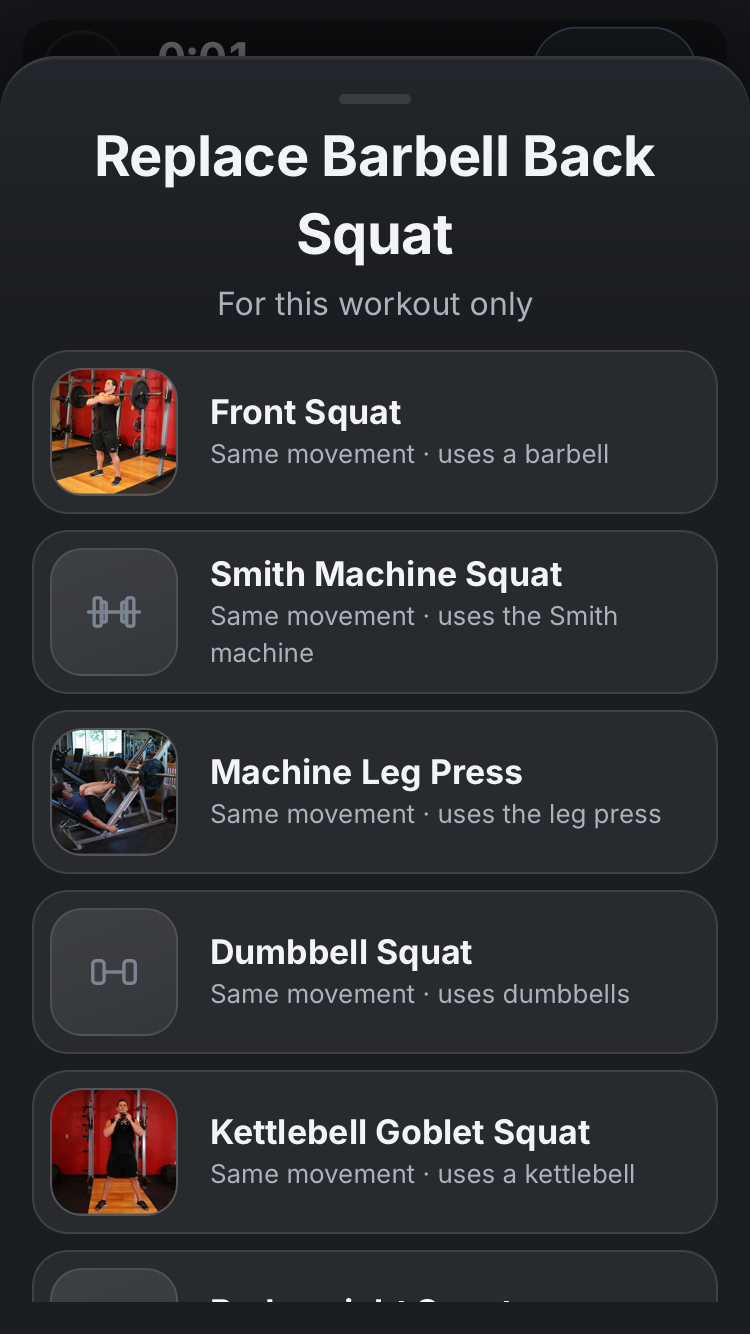 0:01
Replace Barbell Back
Squat
For this workout only
Front Squat
Same movement · uses a barbell
Smith Machine Squat
Same movement · uses the Smith
machine
Machine Leg Press
Same movement · uses the leg press
Dumbbell Squat
Same movement · uses dumbbells
Kettlebell Goblet Squat
Same movement · uses a kettlebell